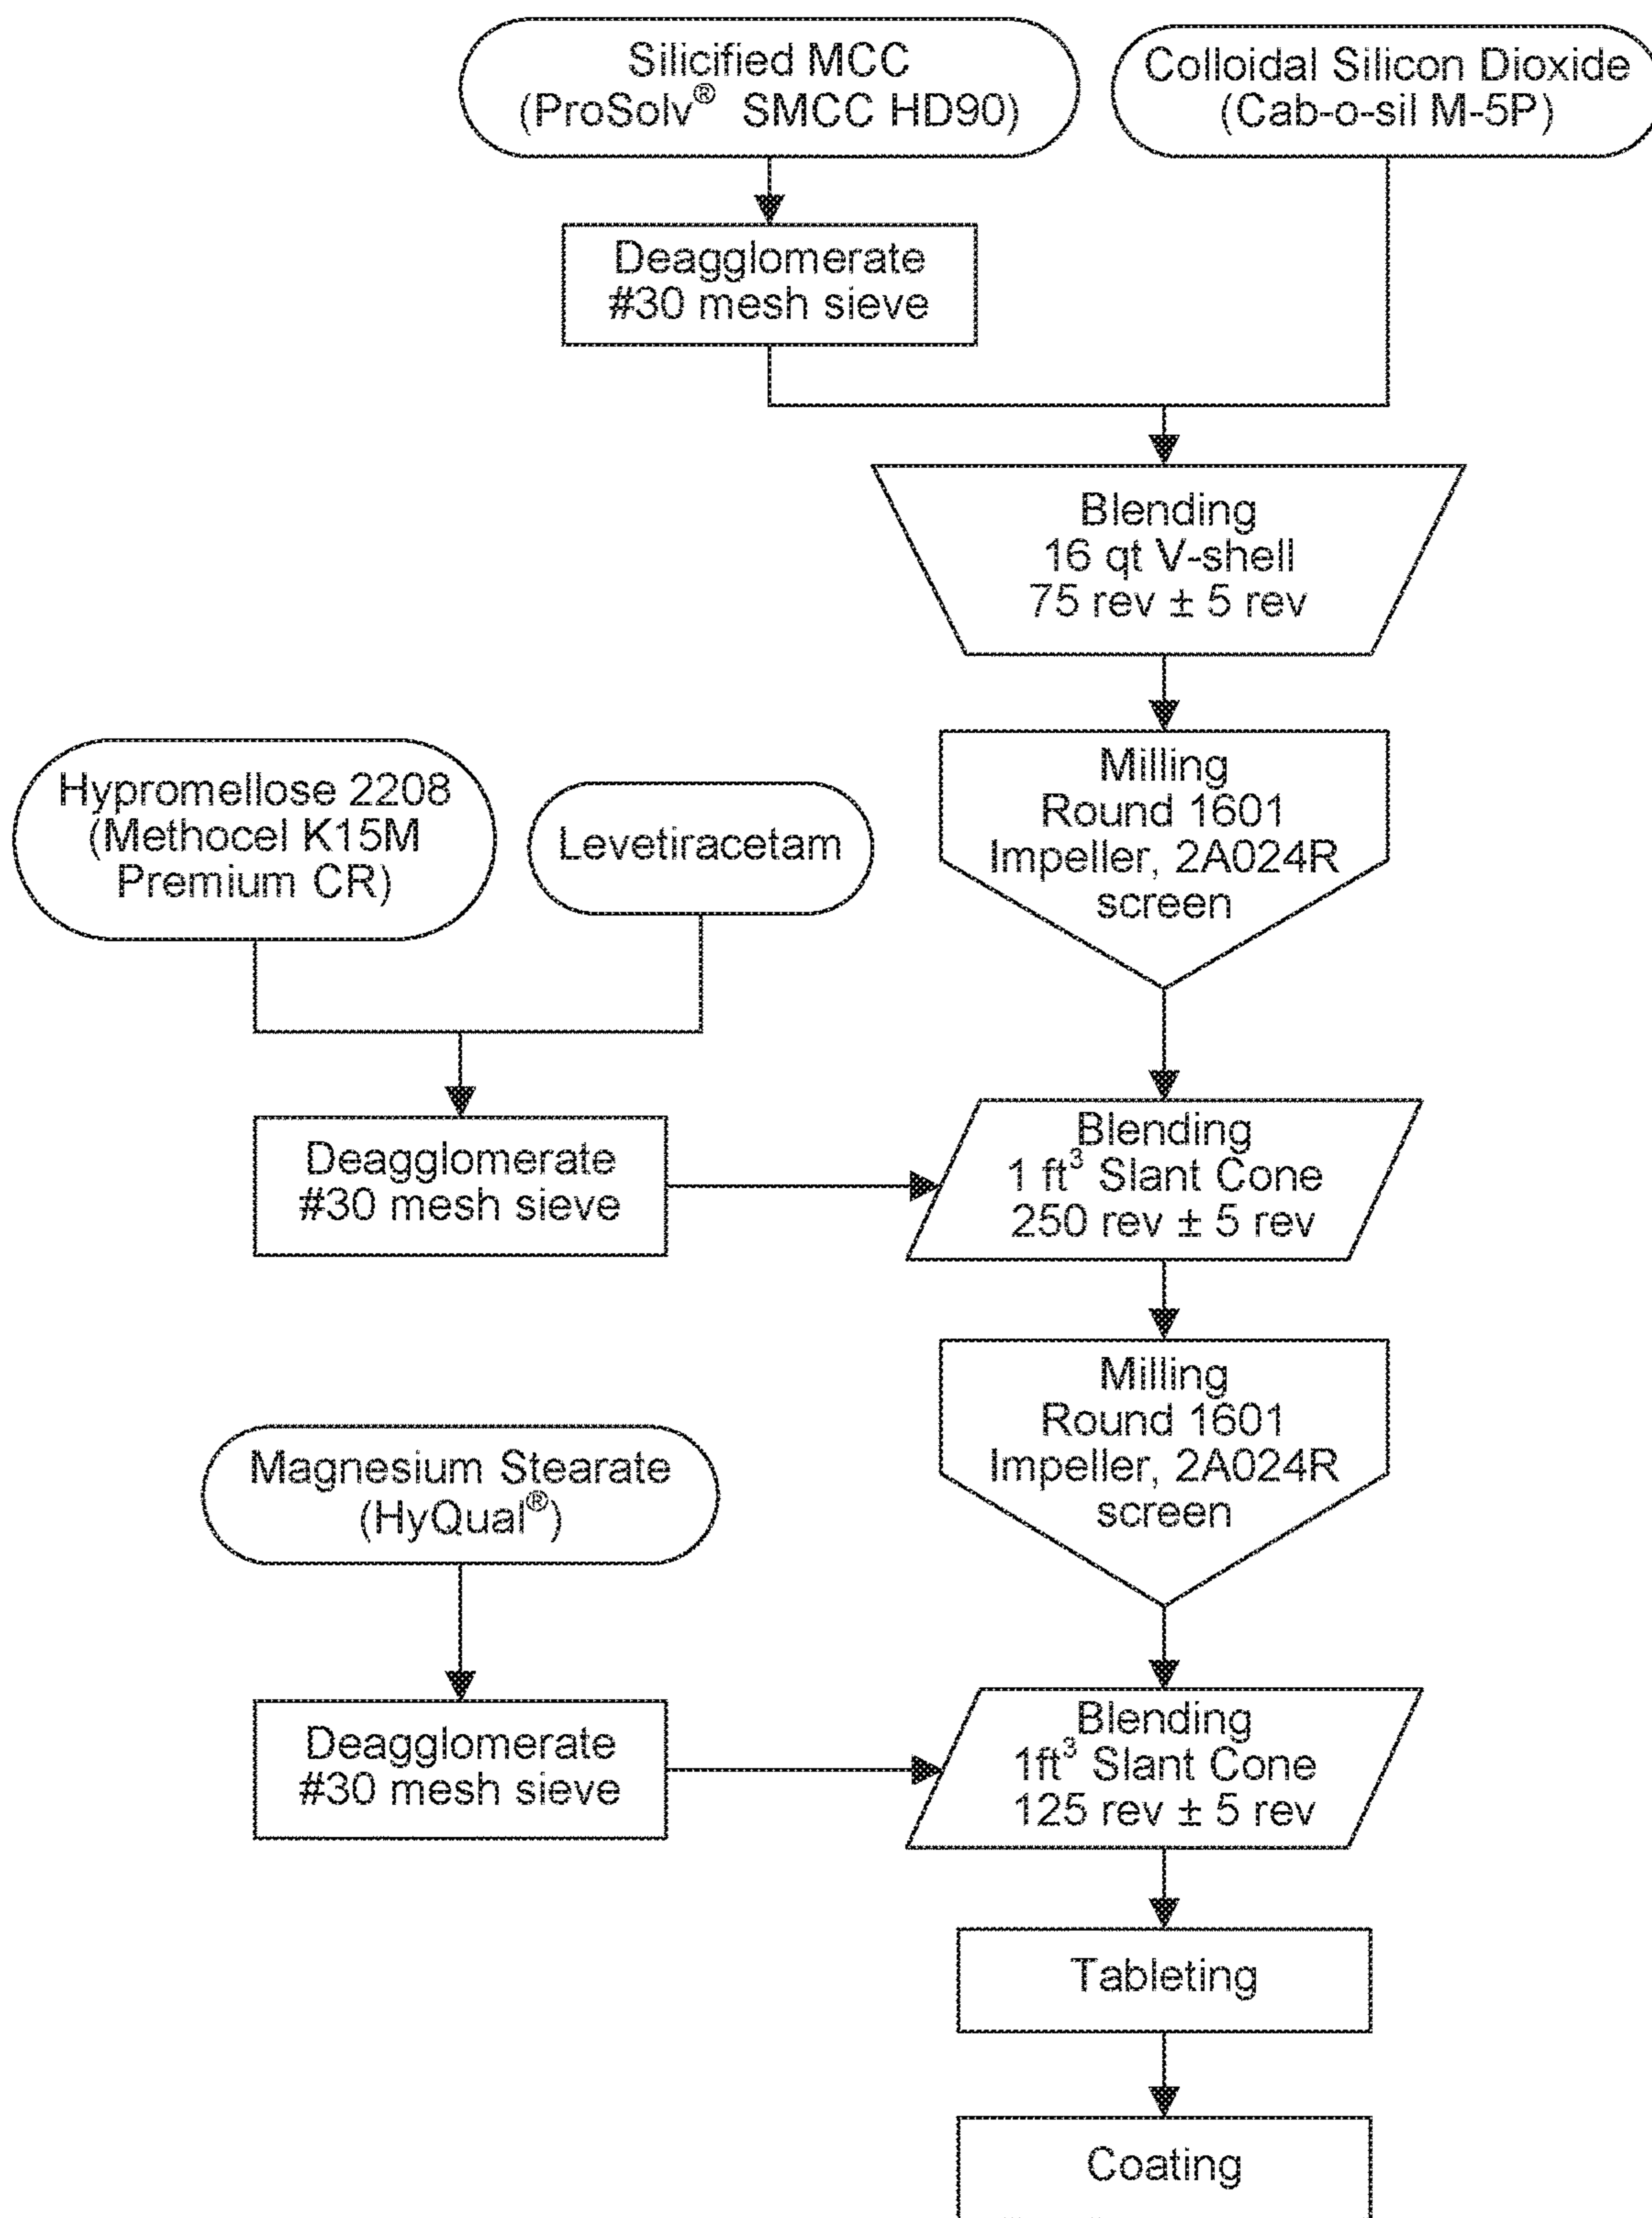 Silicified MCC
(ProSolv® SMCC HD90)
Colloidal Silicon Dioxide
(Cab-o-sil M-5P)
Deagglomerate
#30 mesh sieve
Blending
16 qt V-shell
75 rev ± 5 rev
Milling
Round 1601
Impeller, 2A024R
screen
Hypromellose 2208
(Methocel K15M
Premium CR)
Levetiracetam
Deagglomerate
#30 mesh sieve
Blending
1 ft³ Slant Cone
250 rev ± 5 rev
Milling
Round 1601
Impeller, 2A024R
screen
Magnesium Stearate
(HyQual®)
Deagglomerate
#30 mesh sieve
Blending
1ft³ Slant Cone
125 rev ± 5 rev
Tableting
Coating